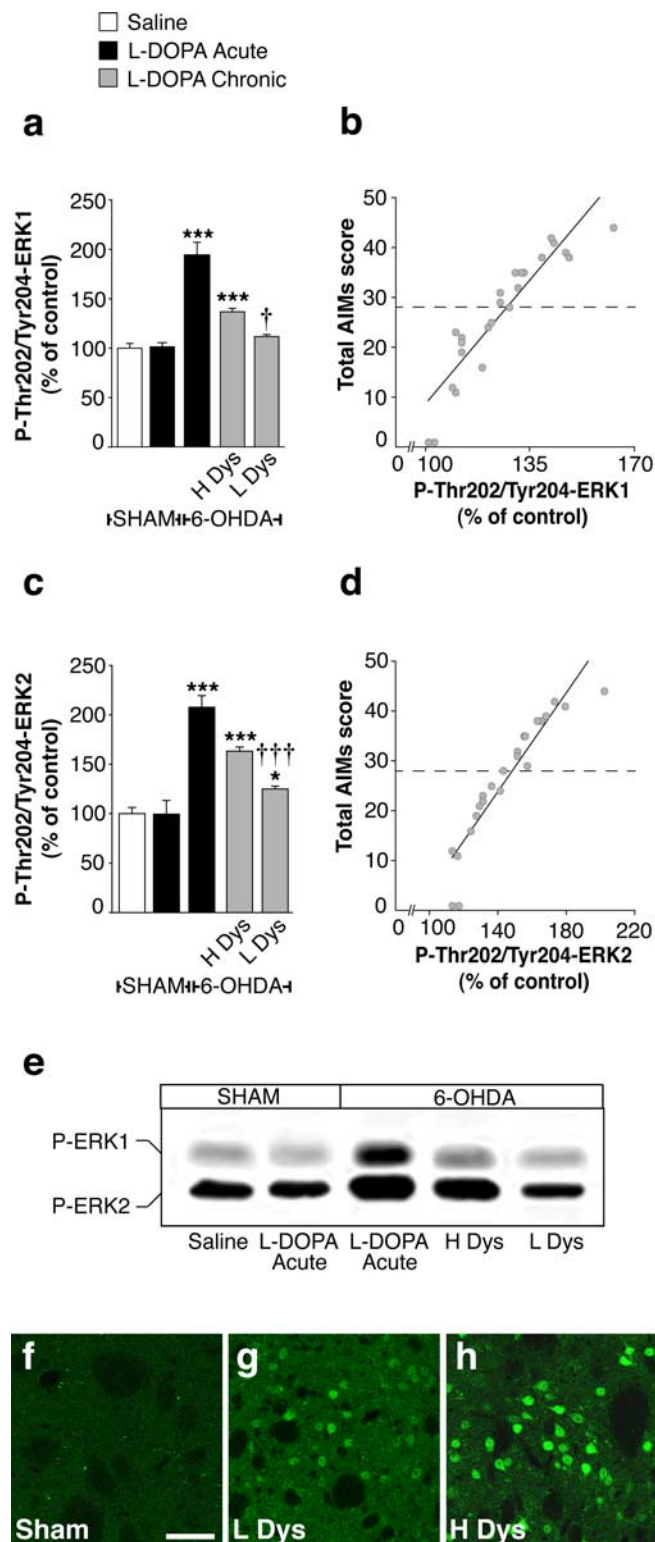 Saline
L-DOPA Acute
L-DOPA Chronic
a
P-Thr202/Tyr204-ERK1
(% of control)
250
200
150
100
50
0
***
***
†
H Dys
L Dys
SHAM
6-OHDA
b
Total AIMs score
50
40
30
20
10
0
0 100 135 170
P-Thr202/Tyr204-ERK1
(% of control)
c
P-Thr202/Tyr204-ERK2
(% of control)
250
200
150
100
50
0
***
***
†††
*
H Dys
L Dys
SHAM
6-OHDA
d
Total AIMs score
50
40
30
20
10
0
0 100 140 180 220
P-Thr202/Tyr204-ERK2
(% of control)
e
SHAM 6-OHDA
P-ERK1
P-ERK2
Saline L-DOPA L-DOPA H Dys L Dys
Acute Acute
f g h
Sham L Dys H Dys